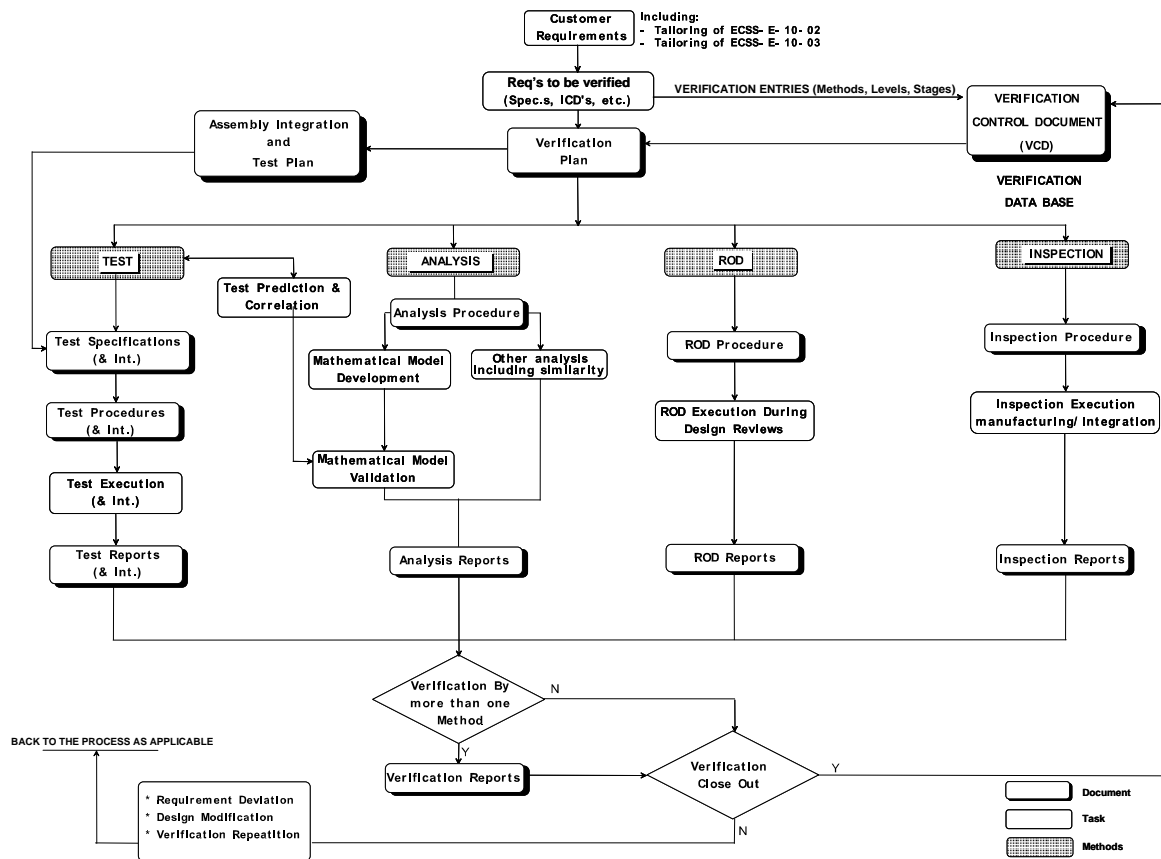 Customer
Requirements
Including:
- Tailoring of ECSS- E- 10- 02
- Tailoring of ECSS- E- 10- 03
Req's to be verified
(Spec.s, ICD's, etc.)
VERIFICATION ENTRIES (Methods, Levels, Stages)
VERIFICATION
CONTROL DOCUMENT
(VCD)
Assembly Integration
and
Test Plan
Verification
Plan
VERIFICATION
DATA BASE
TEST
ANALYSIS
ROD
INSPECTION
Test Prediction &
Correlation
Analysis Procedure
Test Specifications
(& Int.)
Mathematical Model
Development
Other analysis
including similarity
ROD Procedure
Inspection Procedure
Test Procedures
(& Int.)
ROD Execution During
Design Reviews
Inspection Execution
manufacturing/ Integration
Mathematical Model
Validation
Test Execution
(& Int.)
Test Reports
(& Int.)
Analysis Reports
ROD Reports
Inspection Reports
Verification By
more than one
Method
N
Y
BACK TO THE PROCESS AS APPLICABLE
Verification Reports
Verification
Close Out
Y
N
* Requirement Deviation
* Design Modification
* Verification Repeatition
Document
Task
Methods